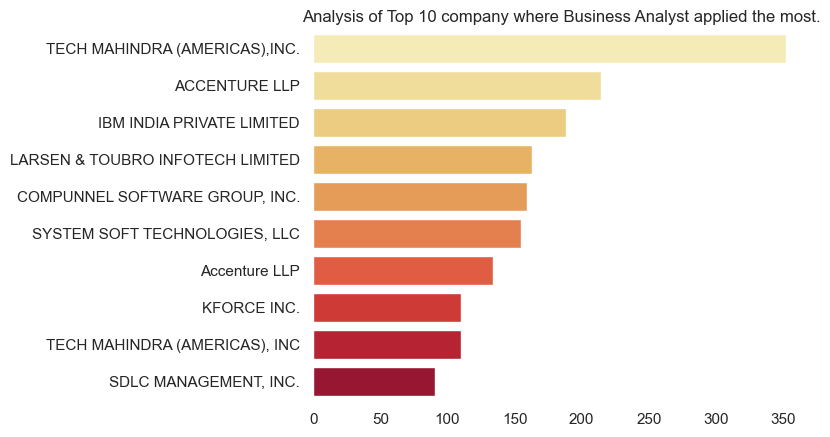 Analysis of Top 10 company where Business Analyst applied the most.
TECH MAHINDRA (AMERICAS),INC.
ACCENTURE LLP
IBM INDIA PRIVATE LIMITED
LARSEN & TOUBRO INFOTECH LIMITED
COMPUNNEL SOFTWARE GROUP, INC.
SYSTEM SOFT TECHNOLOGIES, LLC
Accenture LLP
KFORCE INC.
TECH MAHINDRA (AMERICAS), INC
SDLC MANAGEMENT, INC.
0 50 100 150 200 250 300 350